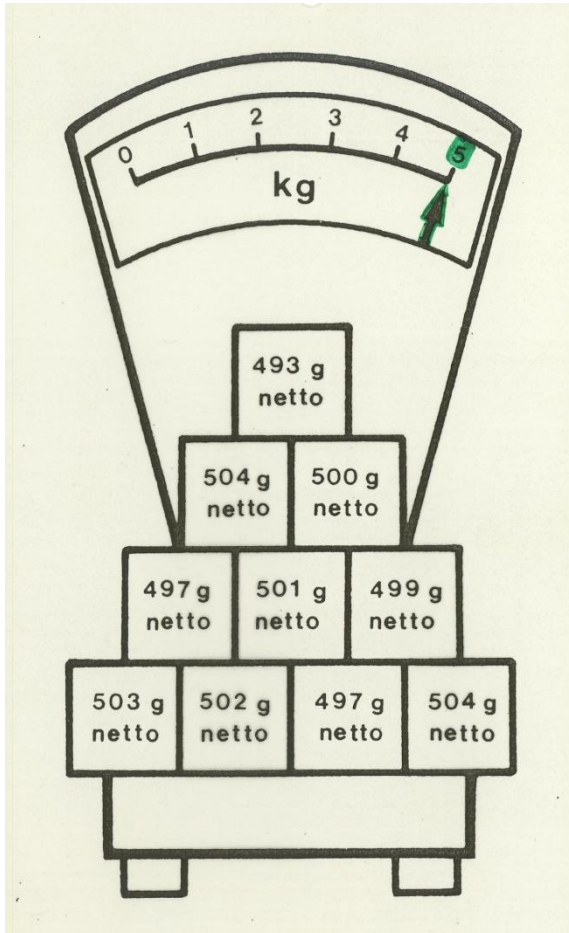 0 1 2 3 4 5
kg
493 g
netto
504 g 500 g
netto netto
497 g 501 g 499 g
netto netto netto
503 g 502 g 497 g 504 g
netto netto netto netto